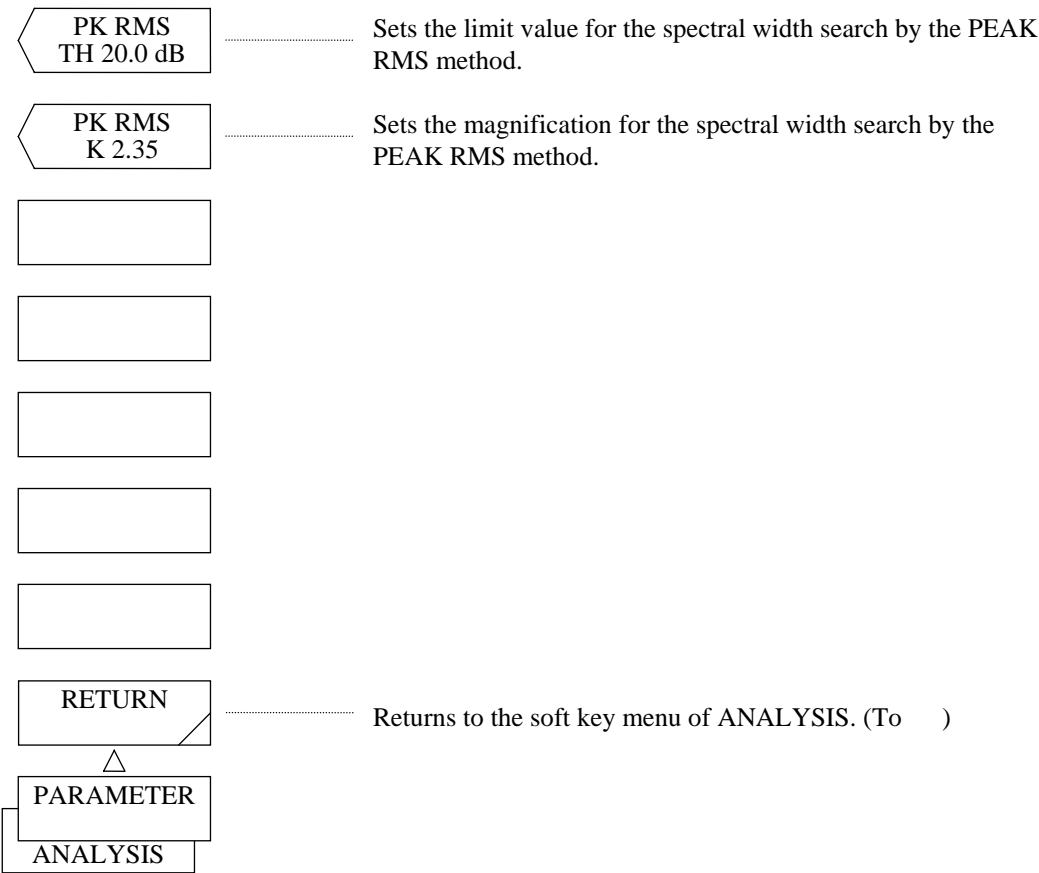 PK RMS
TH 20.0 dB
Sets the limit value for the spectral width search by the PEAK
RMS method.
PK RMS
K 2.35
Sets the magnification for the spectral width search by the
PEAK RMS method.
RETURN
Returns to the soft key menu of ANALYSIS. (To )
PARAMETER
ANALYSIS